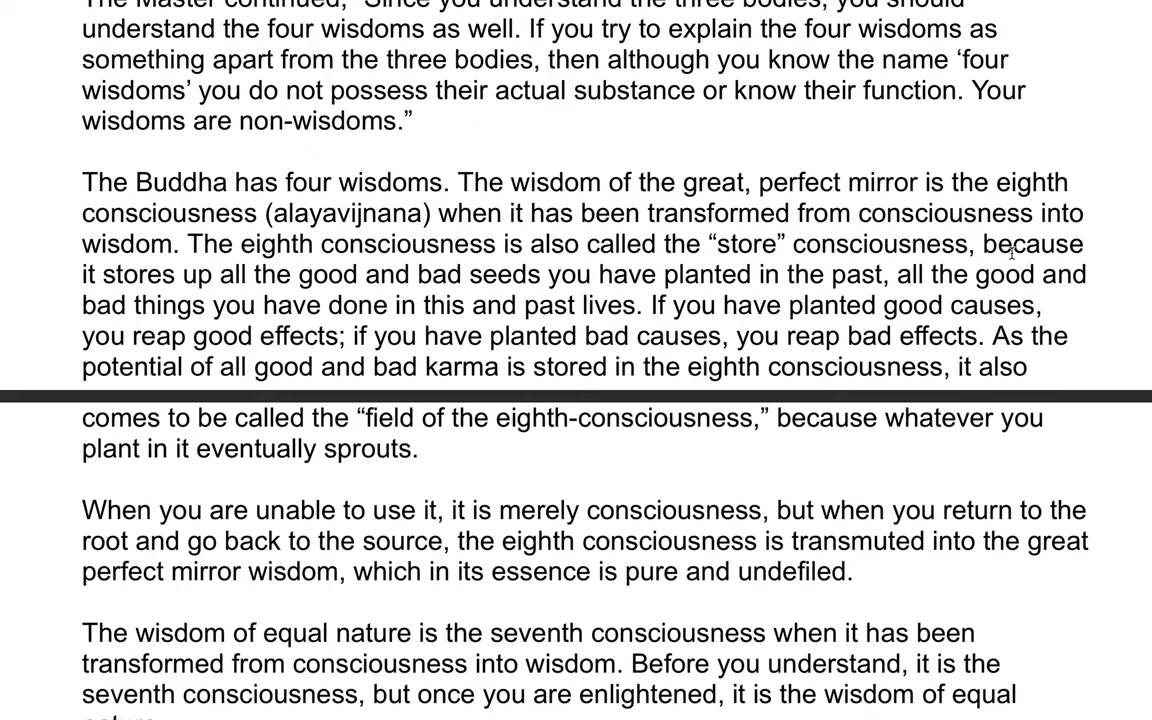 The Master continued, “Since you understand the three bodies, you should
understand the four wisdoms as well. If you try to explain the four wisdoms as
something apart from the three bodies, then although you know the name ‘four
wisdoms’ you do not possess their actual substance or know their function. Your
wisdoms are non-wisdoms.”
The Buddha has four wisdoms. The wisdom of the great, perfect mirror is the eighth
consciousness (alayavijnana) when it has been transformed from consciousness into
wisdom. The eighth consciousness is also called the “store” consciousness, because
it stores up all the good and bad seeds you have planted in the past, all the good and
bad things you have done in this and past lives. If you have planted good causes,
you reap good effects; if you have planted bad causes, you reap bad effects. As the
potential of all good and bad karma is stored in the eighth consciousness, it also
comes to be called the “field of the eighth-consciousness,” because whatever you
plant in it eventually sprouts.
When you are unable to use it, it is merely consciousness, but when you return to the
root and go back to the source, the eighth consciousness is transmuted into the great
perfect mirror wisdom, which in its essence is pure and undefiled.
The wisdom of equal nature is the seventh consciousness when it has been
transformed from consciousness into wisdom. Before you understand, it is the
seventh consciousness, but once you are enlightened, it is the wisdom of equal